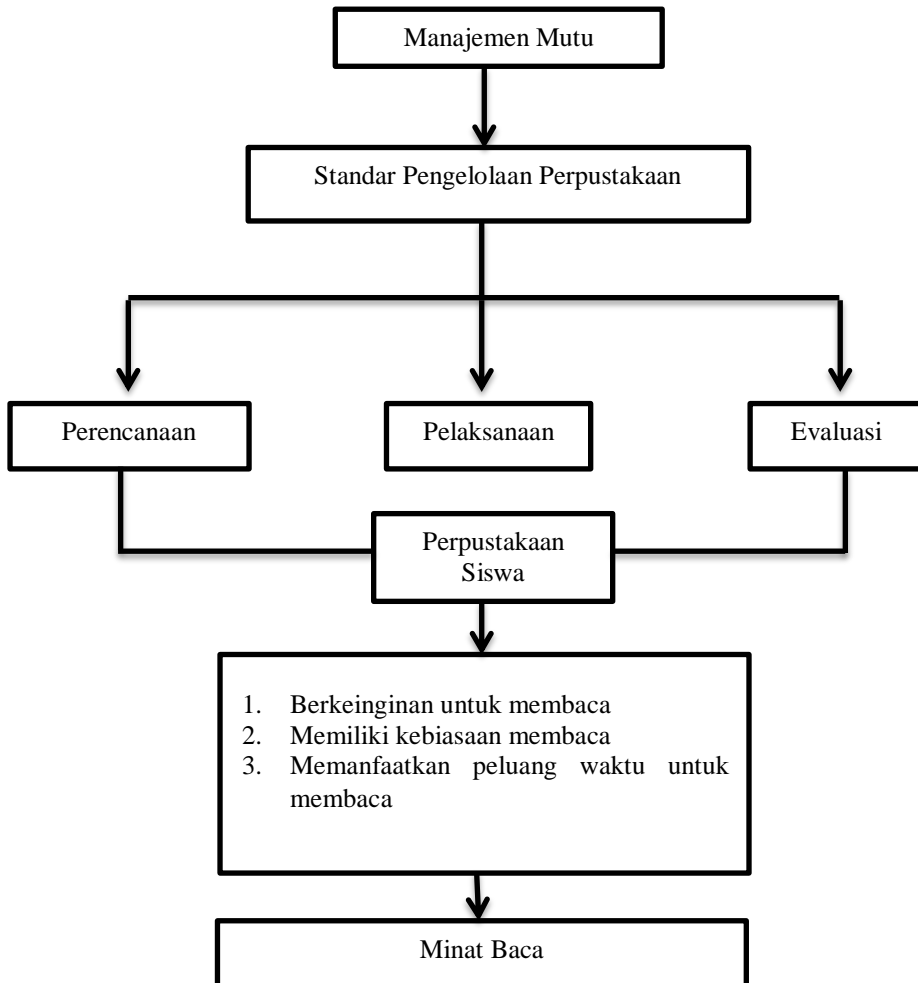 Manajemen Mutu
Standar Pengelolaan Perpustakaan
Perencanaan
Pelaksanaan
Evaluasi
Perpustakaan
Siswa
1. Berkeinginan untuk membaca
2. Memiliki kebiasaan membaca
3. Memanfaatkan peluang waktu untuk
membaca
Minat Baca